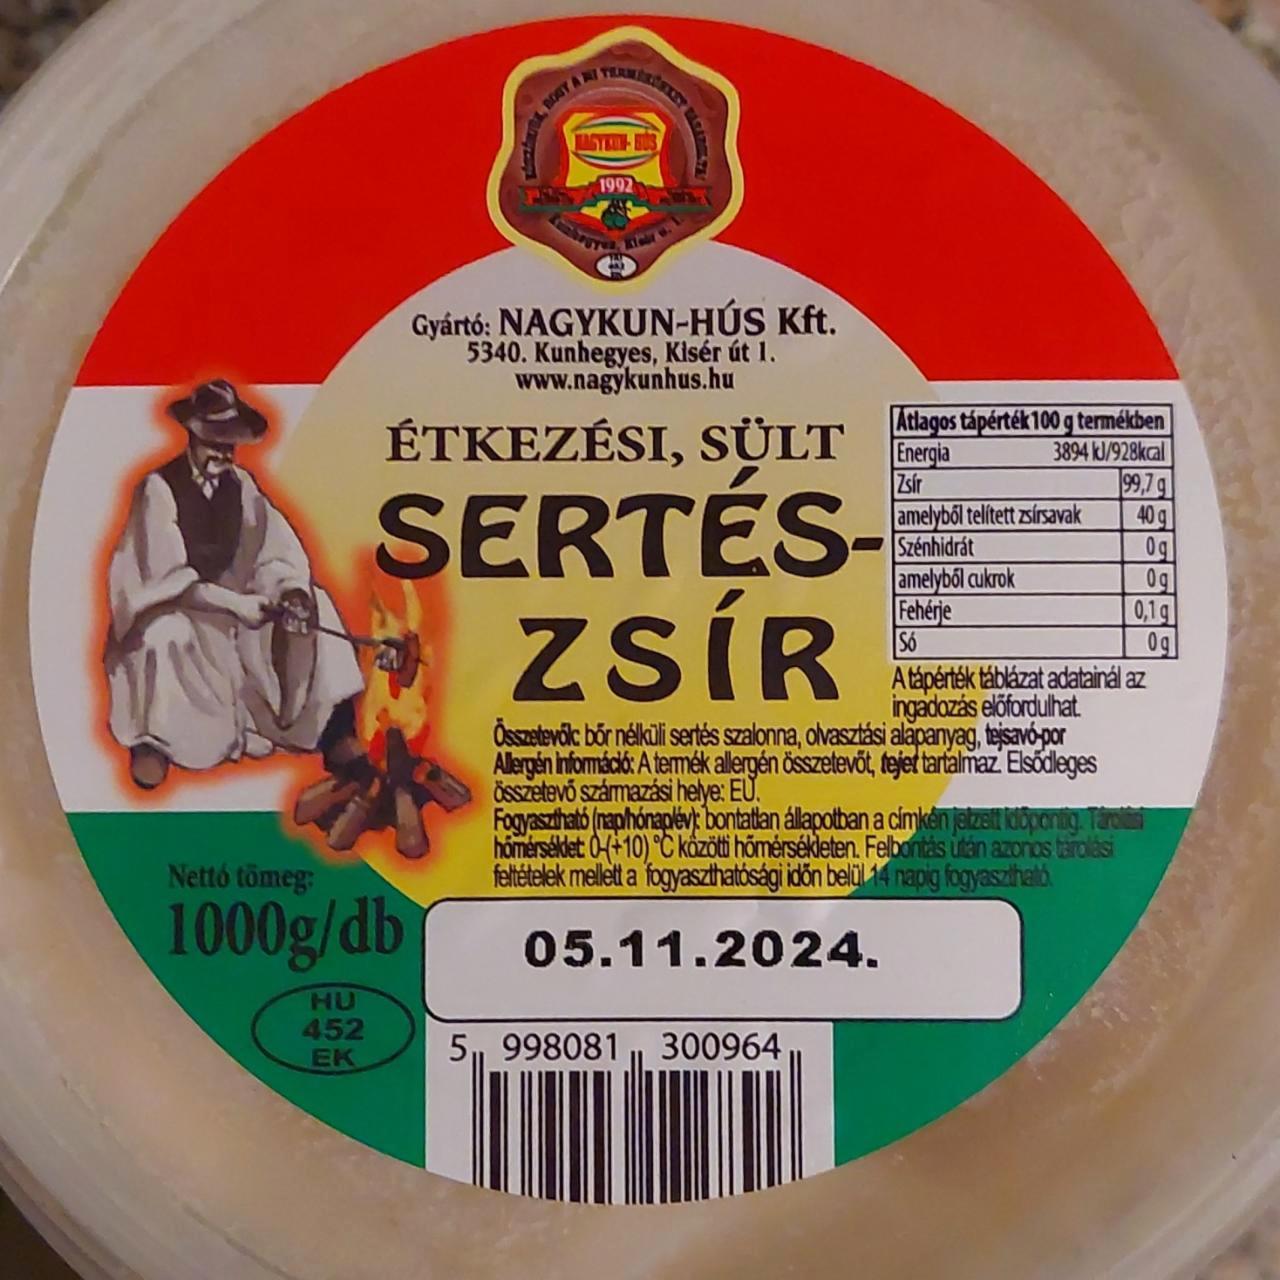 HOGY A MI TERMÉKÜNKET
NAGYKUN-HÚS
1992
Gyártó: NAGYKUN-HÚS Kft.
5340. Kunhegyes, Kisér út 1.
www.nagykunhus.hu
ÉTKEZÉSI, SÜLT
SERTÉS-
ZSÍR
Átlagos tápérték 100 g termékben
Energia 3894 kJ/928kcal
Zsír 99,7 g
amelyből telített zsírsavak 40 g
Szénhidrát 0 g
amelyből cukrok 0 g
Fehérje 0,1 g
Só 0 g
A tápérték táblázat adatainál az
ingadozás előfordulhat.
Összetevők: bőr nélküli sertés szalonna, olvasztási alapanyag, tejsavó-por
Allergén információ: A termék allergén összetevőt, tejet tartalmaz. Elsődleges
összetevő származási helye: EU.
Fogyasztható (nap/hónap/év): bontatlan állapotban a címkén jelzett időpontig. Tárolási
hőmérséklet: 0-(+10) °C közötti hőmérsékleten. Felbontás után azonos tárolási
feltételek mellett a fogyaszthatósági időn belül 14 napig fogyasztható.
Nettó tömeg:
1000g/db
05.11.2024.
HU
452
EK
5 998081 300964